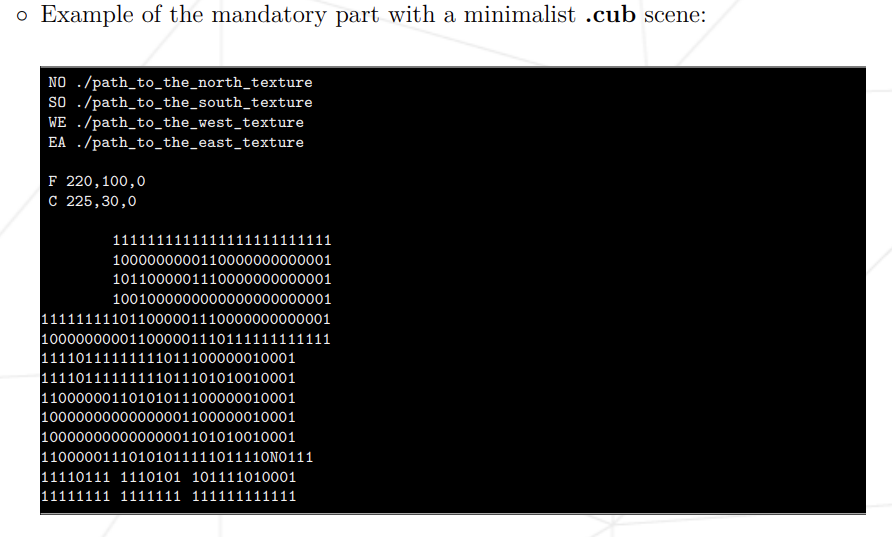 Example of the mandatory part with a minimalist .cub scene:
NO ./path_to_the_north_texture
SO ./path_to_the_south_texture
WE ./path_to_the_west_texture
EA ./path_to_the_east_texture
F 220,100,0
C 225,30,0
1111111111111111111111111
1000000000110000000000001
1011000001110000000000001
1001000000000000000000001
111111111011000001110000000000001
100000000011000001110111111111111
11110111111111011100000010001
11110111111111011101010010001
11000000110101011100000010001
10000000000000001100000010001
10000000000000001101010010001
11000001110101011111011110N0111
11110111 1110101 101111010001
11111111 1111111 111111111111